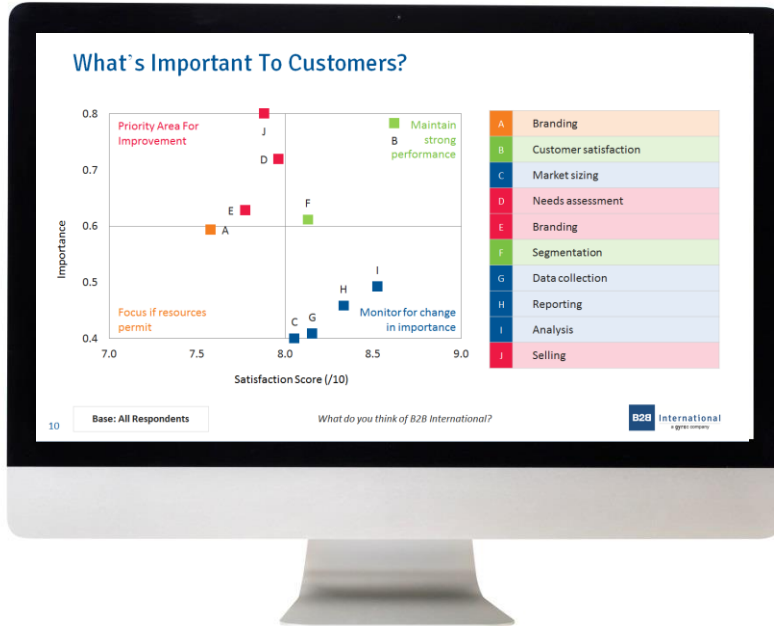 What's Important To Customers?
0.8
0.7
0.6
0.5
0.4
Importance
7.0
7.5
8.0
8.5
9.0
Satisfaction Score (/10)
Priority Area For
Improvement
Maintain
strong
performance
Focus if resources
permit
Monitor for change
in importance
J
D
E
A
F
B
I
H
G
C
A Branding
B Customer satisfaction
C Market sizing
D Needs assessment
E Branding
F Segmentation
G Data collection
H Reporting
I Analysis
J Selling
10
Base: All Respondents
What do you think of B2B International?
B2B International
a gyro: company